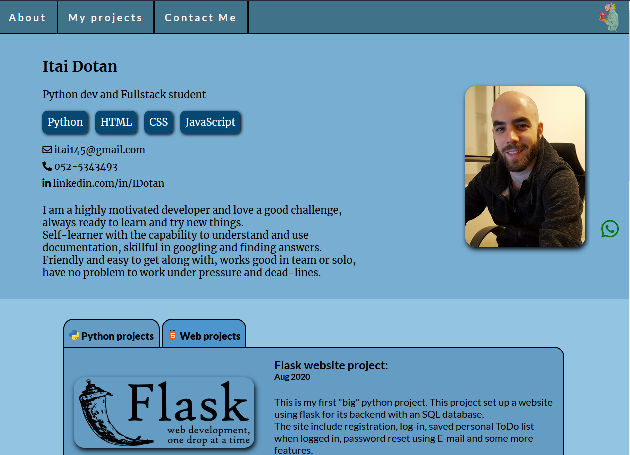 About
My projects
Contact Me
Itai Dotan
Python dev and Fullstack student
Python
HTML
CSS
JavaScript
itai145@gmail.com
052-5343493
linkedin.com/in/IDotan
I am a highly motivated developer and love a good challenge,
always ready to learn and try new things.
Self-learner with the capability to understand and use
documentation, skillful in googling and finding answers.
Friendly and easy to get along with, works good in team or solo,
have no problem to work under pressure and dead-lines.
Python projects
Web projects
Flask
web development,
one drop at a time
Flask website project:
Aug 2020
This is my first "big" python project. This project set up a website
using flask for its backend with an SQL database.
The site include registration, log-in, saved personal ToDo list
when logged in, password reset using E-mail and some more
features.